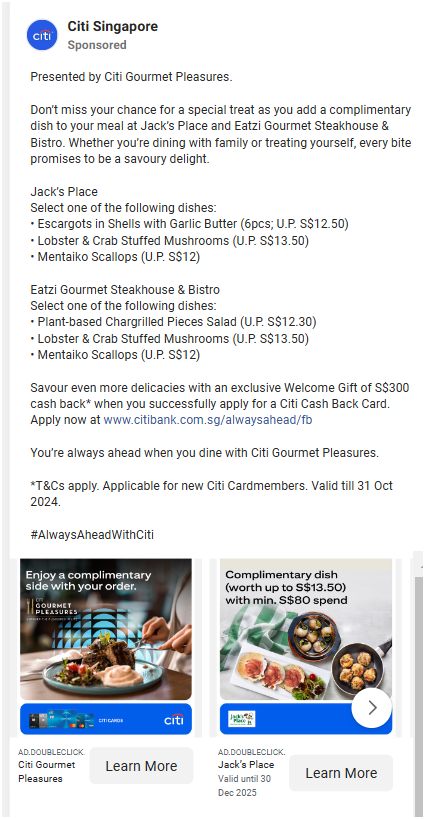 citi
Citi Singapore
Sponsored
Presented by Citi Gourmet Pleasures.
Don't miss your chance for a special treat as you add a complimentary
dish to your meal at Jack's Place and Eatzi Gourmet Steakhouse &
Bistro. Whether you're dining with family or treating yourself, every bite
promises to be a savoury delight.
Jack's Place
Select one of the following dishes:
• Escargots in Shells with Garlic Butter (6pcs; U.P. S$12.50)
• Lobster & Crab Stuffed Mushrooms (U.P. S$13.50)
• Mentaiko Scallops (U.P. S$12)
Eatzi Gourmet Steakhouse & Bistro
Select one of the following dishes:
• Plant-based Chargrilled Pieces Salad (U.P. S$12.30)
• Lobster & Crab Stuffed Mushrooms (U.P. S$13.50)
• Mentaiko Scallops (U.P. S$12)
Savour even more delicacies with an exclusive Welcome Gift of S$300
cash back* when you successfully apply for a Citi Cash Back Card.
Apply now at www.citibank.com.sg/alwaysahead/fb
You're always ahead when you dine with Citi Gourmet Pleasures.
*T&Cs apply. Applicable for new Citi Cardmembers. Valid till 31 Oct
2024.
#AlwaysAheadWithCiti
Enjoy a complimentary
side with your order.
CITI
GOURMET
PLEASURES
CITI CARDS
citi
AD.DOUBLECLICK.
Citi Gourmet
Pleasures
Learn More
Complimentary dish
(worth up to S$13.50)
with min. S$80 spend
Jack's
Place
AD.DOUBLECLICK.
Jack's Place
Valid until 30
Dec 2025
Learn More